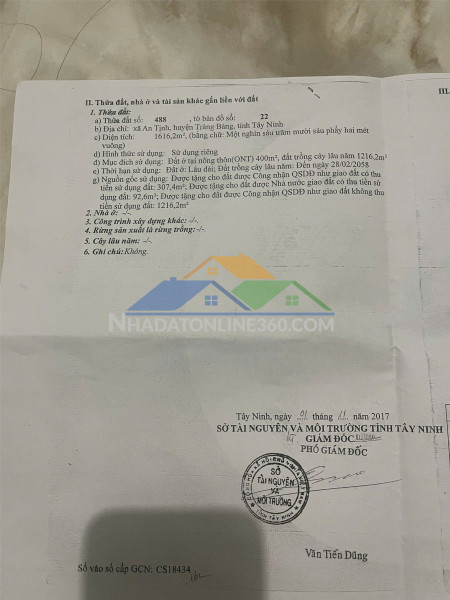 II. Thửa đất, nhà ở và tài sản khác gắn liền với đất
III.
1. Thửa đất:
a) Thửa đất số: 488 , tờ bản đồ số: 22
b) Địa chỉ: xã An Tịnh, huyện Trảng Bàng, tỉnh Tây Ninh
c) Diện tích: 1616,2m², (bằng chữ: Một nghìn sáu trăm mười sáu phẩy hai mét
vuông)
d) Hình thức sử dụng: Sử dụng riêng
đ) Mục đích sử dụng: Đất ở tại nông thôn(ONT) 400m², đất trồng cây lâu năm 1216,2m²
e) Thời hạn sử dụng: Đất ở: Lâu dài; Đất trồng cây lâu năm: Đến ngày 28/02/2058
g) Nguồn gốc sử dụng: Được tặng cho đất được Công nhận QSDĐ như giao đất có thu
tiền sử dụng đất 307,4m²; Được tặng cho đất được Nhà nước giao đất có thu tiền sử
dụng đất: 92,6m²; Được tặng cho đất được Công nhận QSDĐ như giao đất không thu
tiền sử dụng đất: 1216,2m²
2. Nhà ở: -/-
3. Công trình xây dựng khác: -/-
4. Rừng sản xuất là rừng trồng: -/-
5. Cây lâu năm: -/-
6. Ghi chú: Không.
NHADATONLINE360.COM
Tây Ninh, ngày 01 tháng 11 năm 2017
SỞ TÀI NGUYÊN VÀ MÔI TRƯỜNG TỈNH TÂY NINH
KT. GIÁM ĐỐC
PHÓ GIÁM ĐỐC
SỞ
TÀI NGUYÊN
VÀ
MÔI TRƯỜNG
TỈNH TÂY NINH
Văn Tiến Dũng
Số vào sổ cấp GCN: CS18434